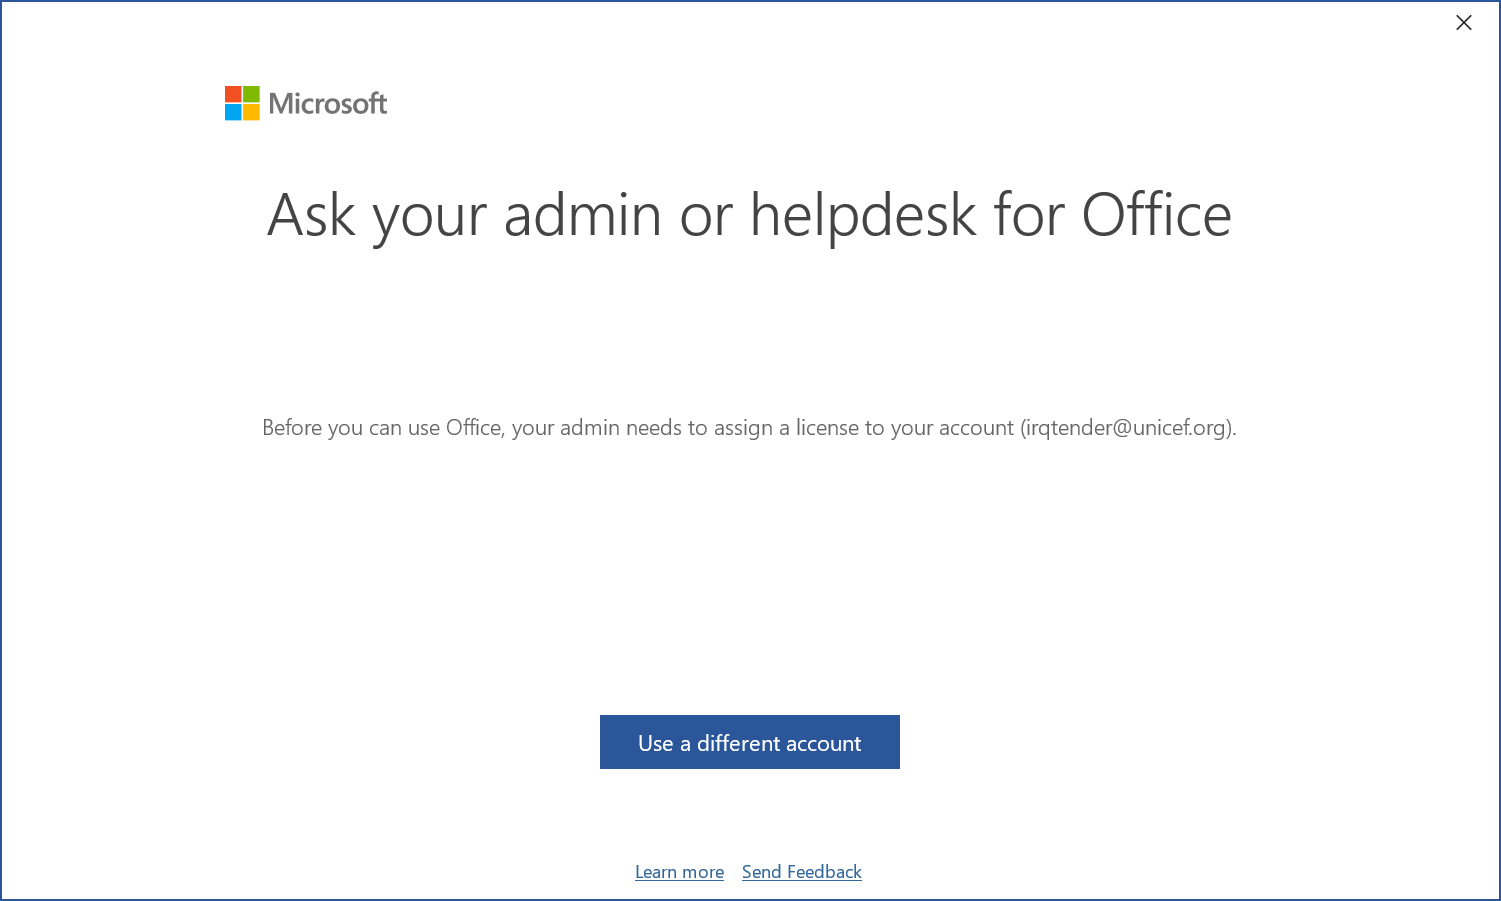 Microsoft
Ask your admin or helpdesk for Office
Before you can use Office, your admin needs to assign a license to your account (irqtender@unicef.org).
Use a different account
Learn more Send Feedback